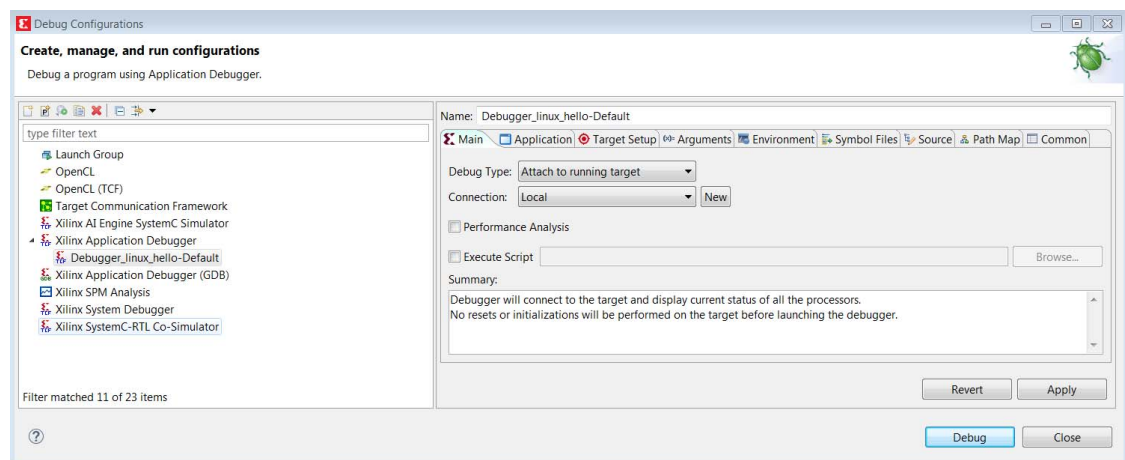 Debug Configurations
Create, manage, and run configurations
Debug a program using Application Debugger.
type filter text
Launch Group
OpenCL
OpenCL (TCF)
Target Communication Framework
Xilinx AI Engine SystemC Simulator
Xilinx Application Debugger
Debugger_linux_hello-Default
Xilinx Application Debugger (GDB)
Xilinx SPM Analysis
Xilinx System Debugger
Xilinx SystemC-RTL Co-Simulator
Filter matched 11 of 23 items
Name: Debugger_linux_hello-Default
Main Application Target Setup Arguments Environment Symbol Files Source Path Map Common
Debug Type: Attach to running target
Connection: Local New
Performance Analysis
Execute Script Browse...
Summary:
Debugger will connect to the target and display current status of all the processors.
No resets or initializations will be performed on the target before launching the debugger.
Revert Apply
Debug Close